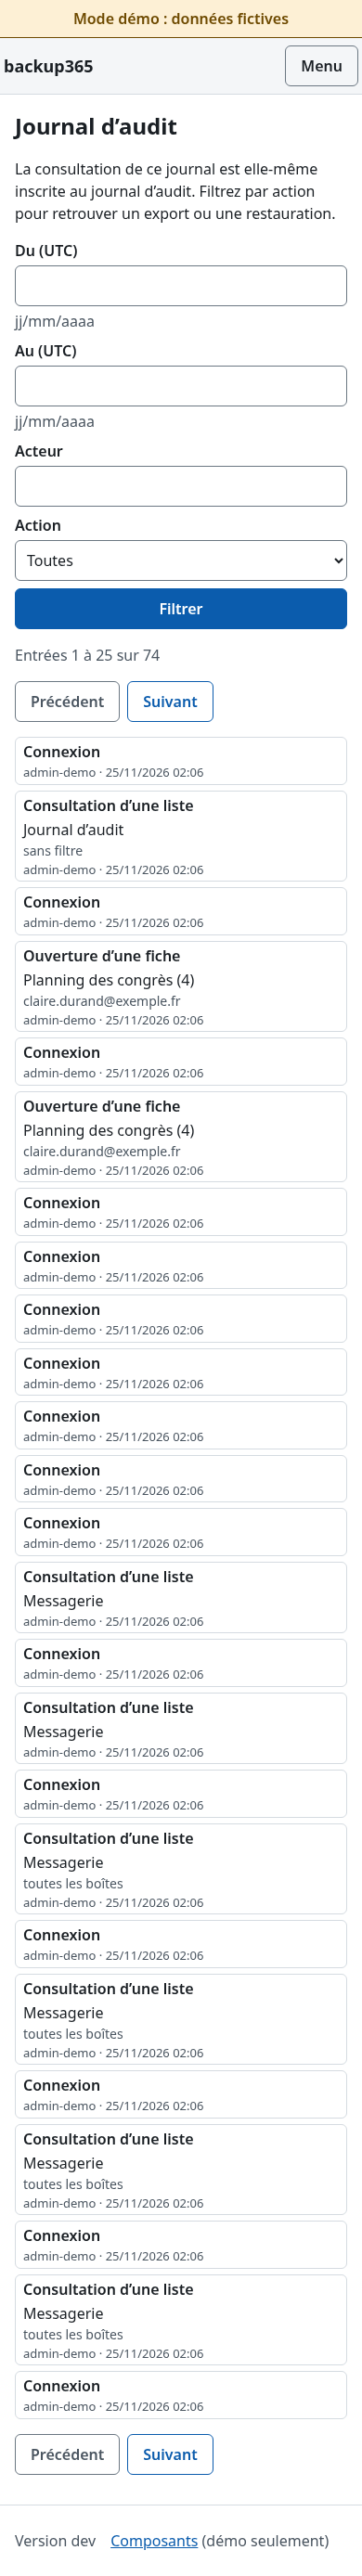 Mode démo : données fictives
backup365
Menu
Journal d’audit
La consultation de ce journal est elle-même
inscrite au journal d’audit. Filtrez par action
pour retrouver un export ou une restauration.
Du (UTC)
jj/mm/aaaa
Au (UTC)
jj/mm/aaaa
Acteur
Action
Toutes
Filtrer
Entrées 1 à 25 sur 774
Précédent
Suivant
Connexion
admin-demo · 25/11/2026 02:06
Consultation d’une liste
Journal d’audit
sans filtre
admin-demo · 25/11/2026 02:06
Connexion
admin-demo · 25/11/2026 02:06
Ouverture d’une fiche
Planning des congrès (4)
claire.durand@exemple.fr
admin-demo · 25/11/2026 02:06
Connexion
admin-demo · 25/11/2026 02:06
Ouverture d’une fiche
Planning des congrès (4)
claire.durand@exemple.fr
admin-demo · 25/11/2026 02:06
Connexion
admin-demo · 25/11/2026 02:06
Connexion
admin-demo · 25/11/2026 02:06
Connexion
admin-demo · 25/11/2026 02:06
Connexion
admin-demo · 25/11/2026 02:06
Connexion
admin-demo · 25/11/2026 02:06
Connexion
admin-demo · 25/11/2026 02:06
Connexion
admin-demo · 25/11/2026 02:06
Consultation d’une liste
Messagerie
admin-demo · 25/11/2026 02:06
Connexion
admin-demo · 25/11/2026 02:06
Consultation d’une liste
Messagerie
admin-demo · 25/11/2026 02:06
Connexion
admin-demo · 25/11/2026 02:06
Consultation d’une liste
Messagerie
toutes les boîtes
admin-demo · 25/11/2026 02:06
Connexion
admin-demo · 25/11/2026 02:06
Consultation d’une liste
Messagerie
toutes les boîtes
admin-demo · 25/11/2026 02:06
Connexion
admin-demo · 25/11/2026 02:06
Consultation d’une liste
Messagerie
toutes les boîtes
admin-demo · 25/11/2026 02:06
Connexion
admin-demo · 25/11/2026 02:06
Consultation d’une liste
Messagerie
toutes les boîtes
admin-demo · 25/11/2026 02:06
Connexion
admin-demo · 25/11/2026 02:06
Précédent
Suivant
Version dev Composants (démo seulement)